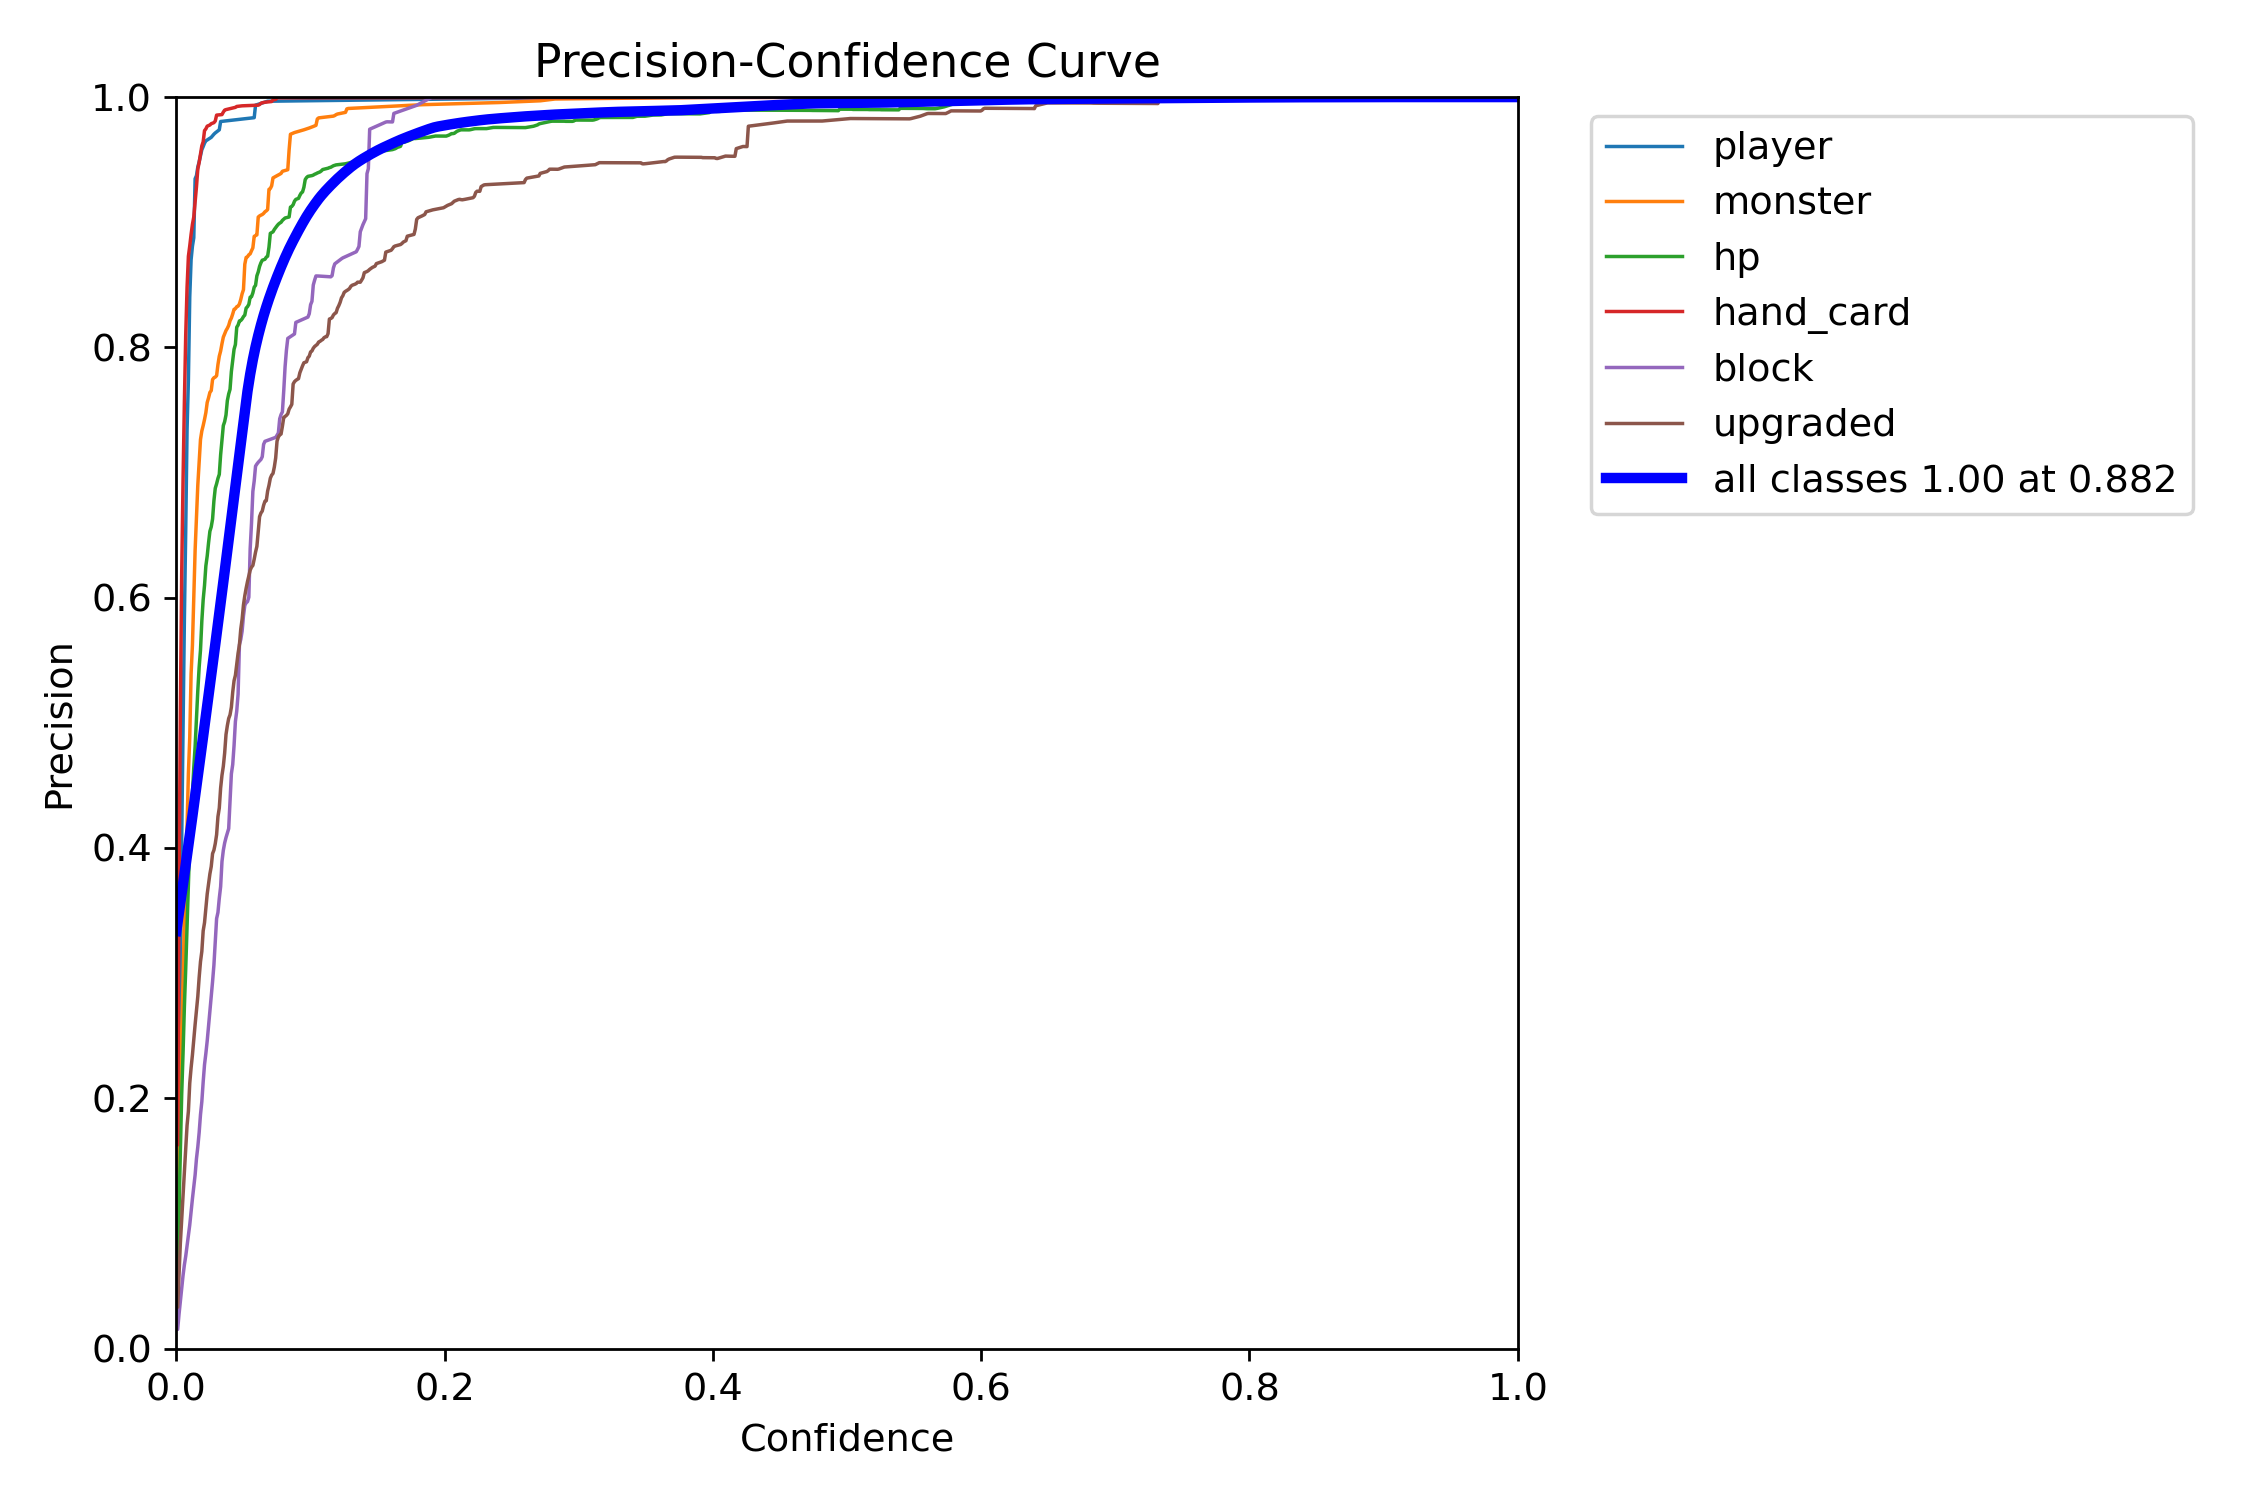 Precision-Confidence Curve
1.0
0.8
0.6
0.4
0.2
0.0
Precision
0.0 0.2 0.4 0.6 0.8 1.0
Confidence
player
monster
hp
hand_card
block
upgraded
all classes 1.00 at 0.882